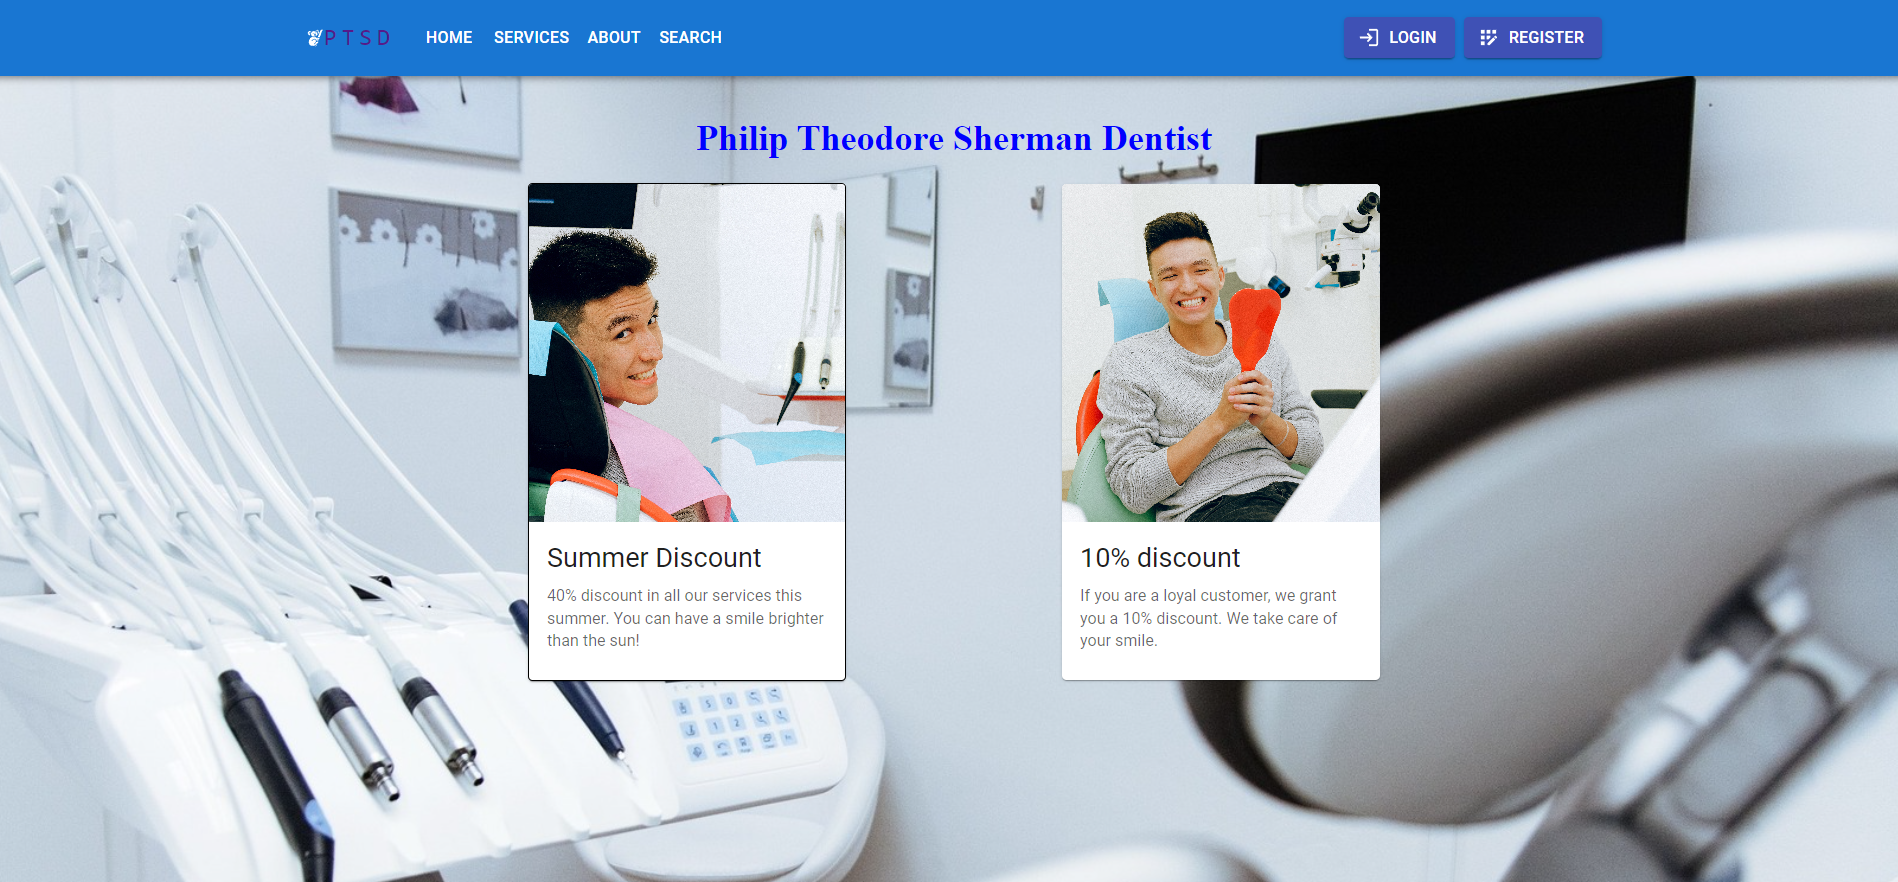 PTSD HOME SERVICES ABOUT SEARCH LOGIN REGISTER
Philip Theodore Sherman Dentist
Summer Discount
40% discount in all our services this
summer. You can have a smile brighter
than the sun!
10% discount
If you are a loyal customer, we grant
you a 10% discount. We take care of
your smile.